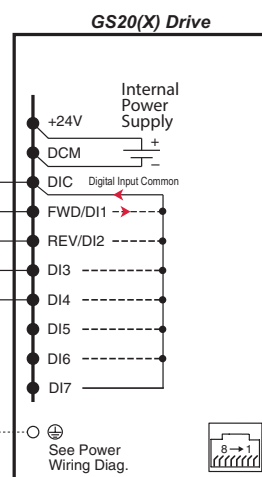 GS20(X) Drive
Internal
Power
Supply
+24V
+
DCM
–
DIC
Digital Input Common
FWD/DI1
REV/DI2
DI3
DI4
DI5
DI6
DI7
See Power
Wiring Diag.
8→1